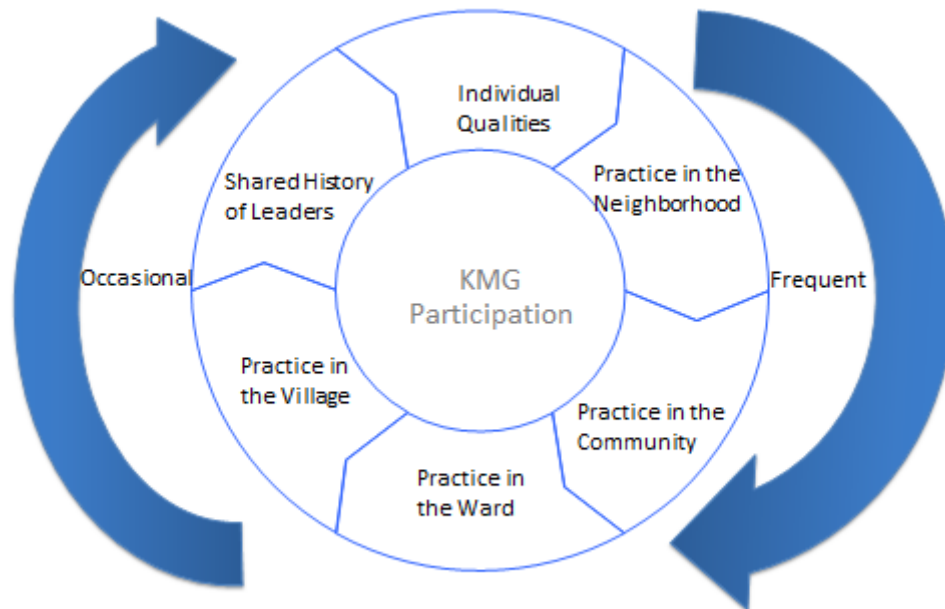 Individual
Qualities
Practice in the
Neighborhood
Shared History
of Leaders
Occasional
KMG
Participation
Frequent
Practice in
the Village
Practice in the
Community
Practice in
the Ward